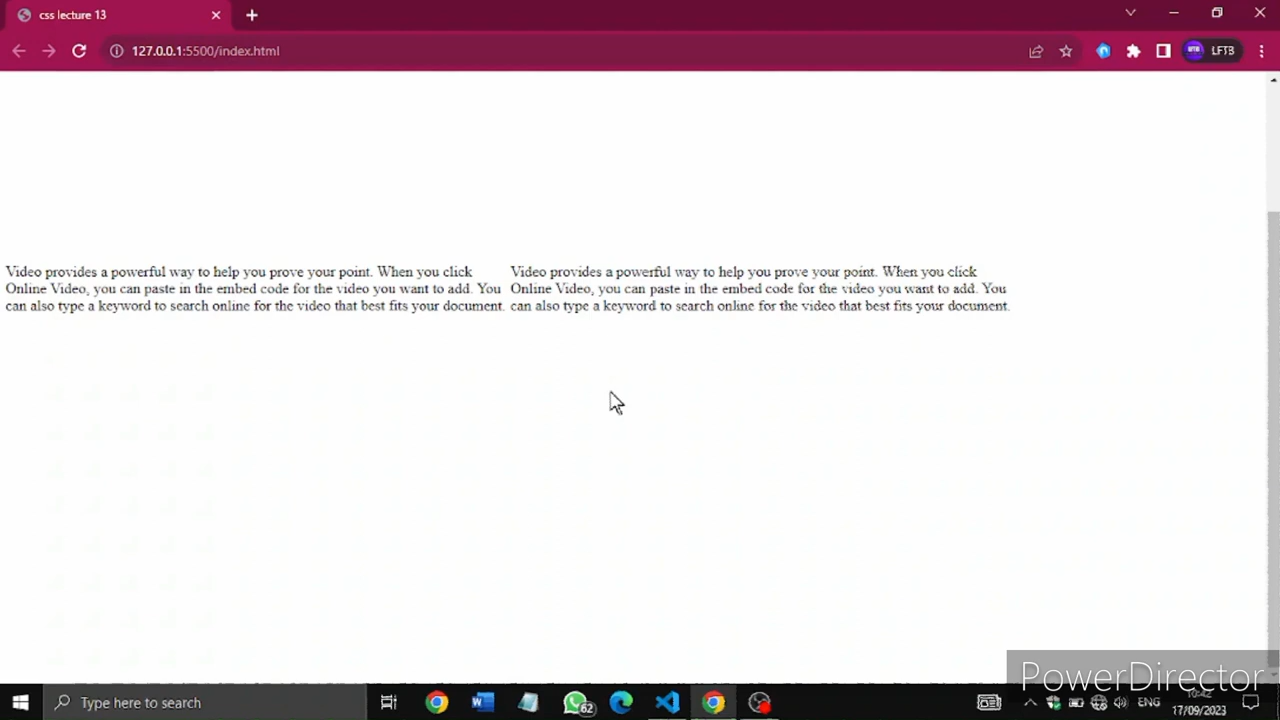 css lecture 13
127.0.0.1:5500/index.html
LFTB
Video provides a powerful way to help you prove your point. When you click
Online Video, you can paste in the embed code for the video you want to add. You
can also type a keyword to search online for the video that best fits your document.
Video provides a powerful way to help you prove your point. When you click
Online Video, you can paste in the embed code for the video you want to add. You
can also type a keyword to search online for the video that best fits your document.
PowerDirector
Type here to search
62
ENG
10:42
17/09/2023